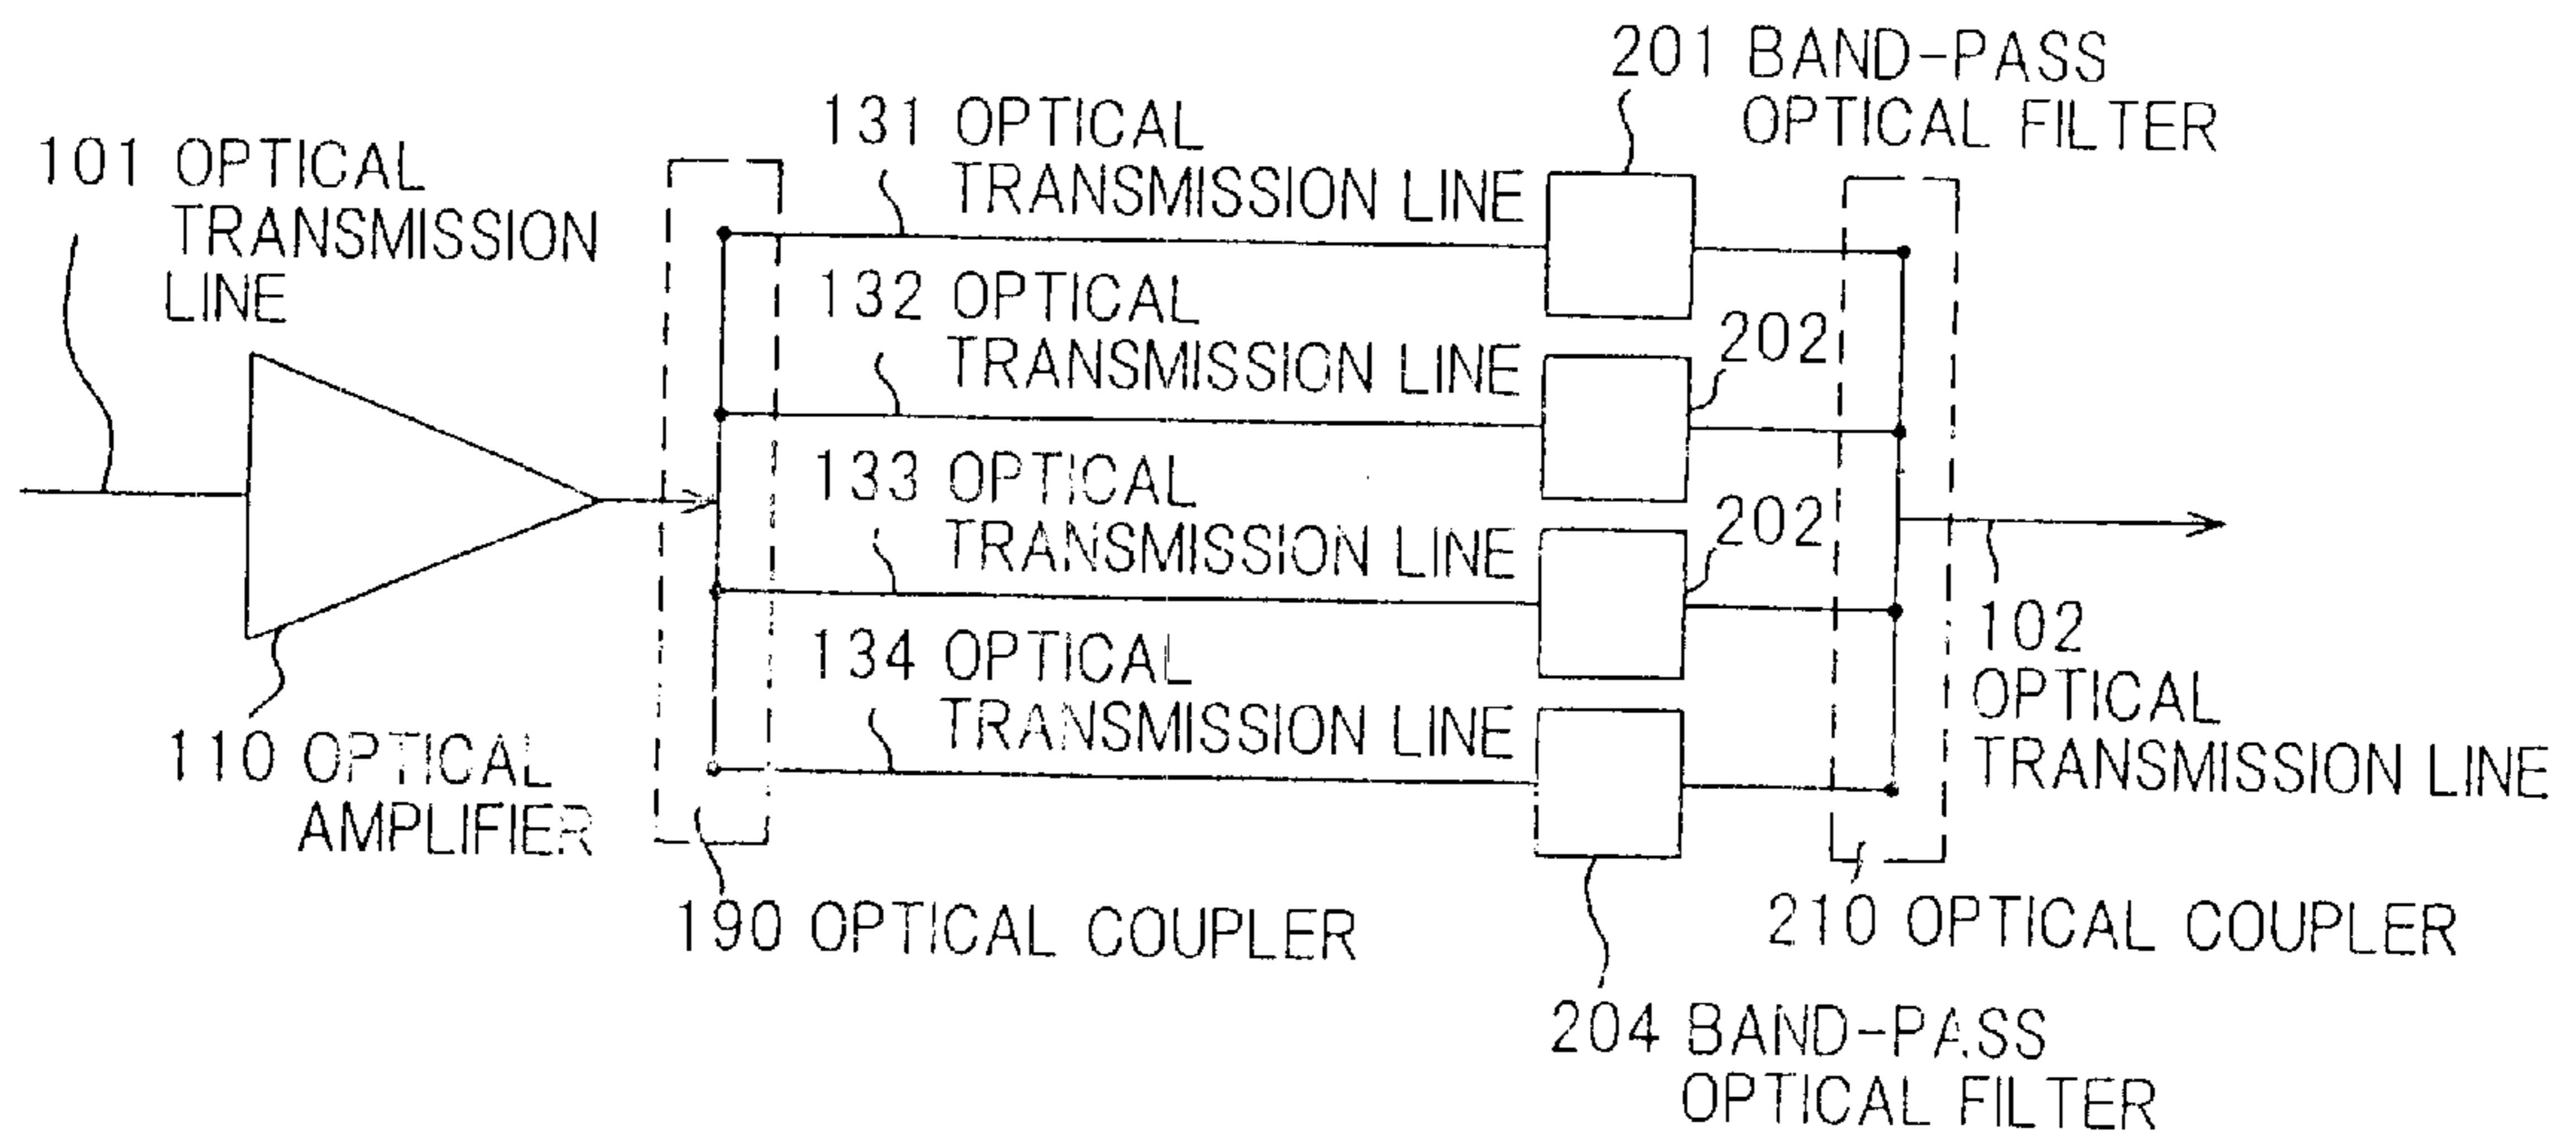 201 BAND-PASS
OPTICAL FILTER
131 OPTICAL
TRANSMISSION LINE
101 OPTICAL
TRANSMISSION
LINE
132 OPTICAL
TRANSMISSION LINE
202
133 OPTICAL
TRANSMISSION LINE
202
134 OPTICAL
TRANSMISSION LINE
102
OPTICAL
TRANSMISSION LINE
110 OPTICAL
AMPLIFIER
190 OPTICAL COUPLER
210 OPTICAL COUPLER
204 BAND-PASS
OPTICAL FILTER